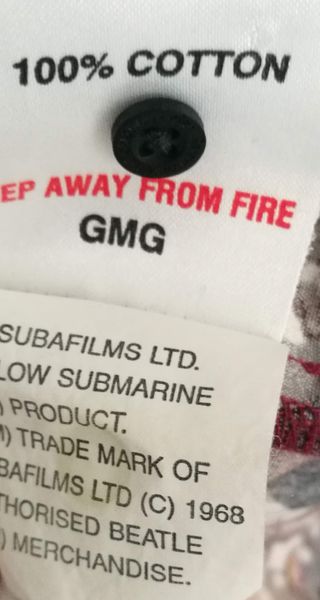 100% COTTON
EP AWAY FROM FIRE
GMG
SUBAFILMS LTD.
LOW SUBMARINE
) PRODUCT.
M) TRADE MARK OF
BAFILMS LTD (C) 1968
THORISED BEATLE
) MERCHANDISE.